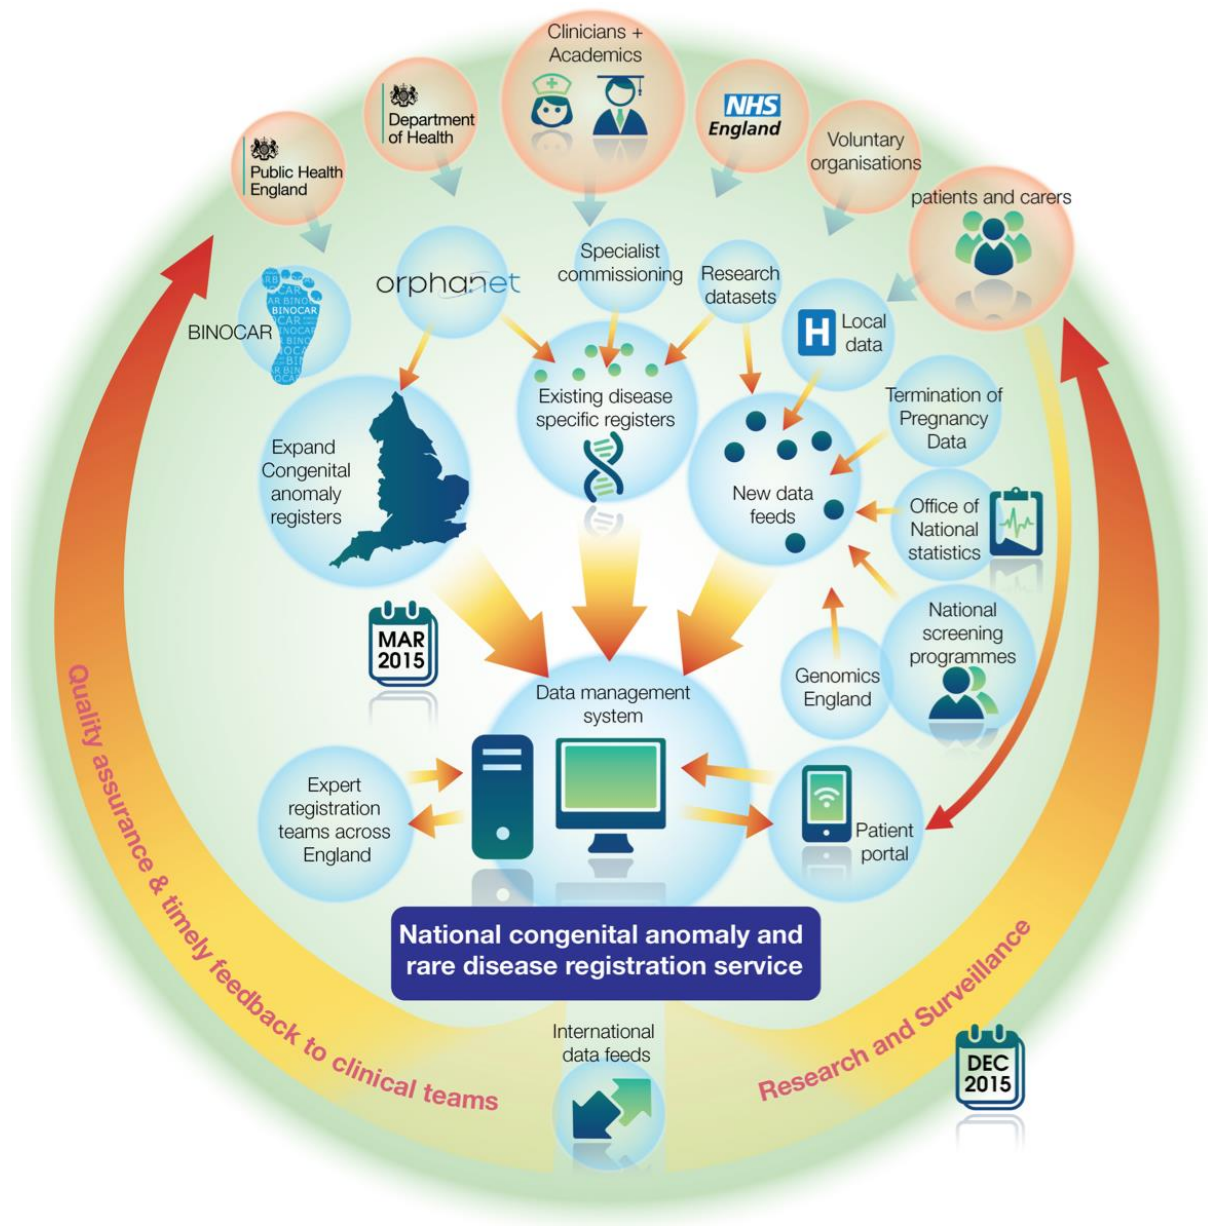 Clinicians +
Academics
Department
of Health
NHS
England
Public Health
England
Voluntary
organisations
patients and carers
orphanet
Specialist
commissioning
Research
datasets
BINOCAR
BINOCAR
H
Local
data
Existing disease
specific registers
Termination of
Pregnancy
Data
Expand
Congenital
anomaly
registers
New data
feeds
Office of
National
statistics
MAR
2015
National
screening
programmes
Genomics
England
Data management
system
Expert
registration
teams across
England
Patient
portal
National congenital anomaly and
rare disease registration service
Quality assurance & timely feedback to clinical teams
Research and Surveillance
International
data feeds
DEC
2015